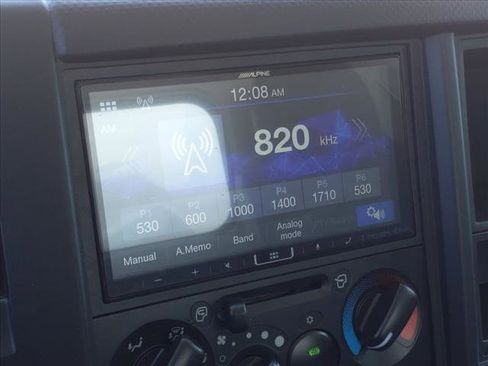 ALPINE
12:08 AM
AM
820 kHz
P1 P2 P3 P4 P5 P6
530 600 1000 1400 1710 530
Manual A.Memo Band Analog mode